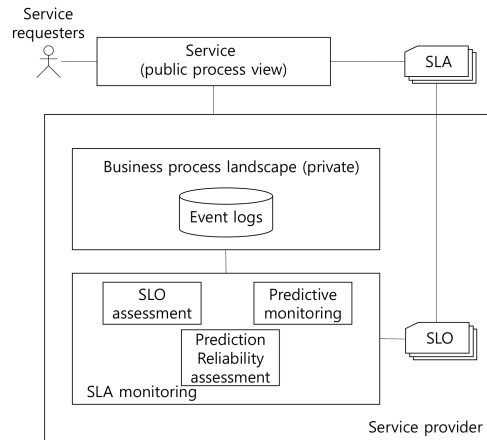 Service
requesters
Service
(public process view)
SLA
Business process landscape (private)
Event logs
SLO
assessment
Predictive
monitoring
Prediction
Reliability
assessment
SLA monitoring
SLO
Service provider